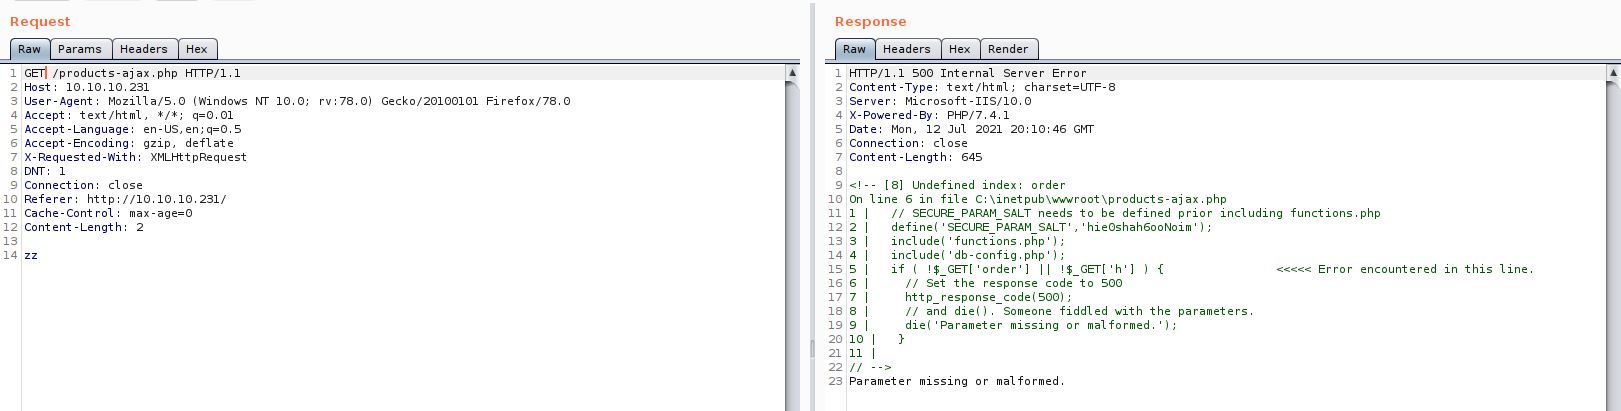 Request
Raw Params Headers Hex
1 GET /products-ajax.php HTTP/1.1
2 Host: 10.10.10.231
3 User-Agent: Mozilla/5.0 (Windows NT 10.0; rv:78.0) Gecko/20100101 Firefox/78.0
4 Accept: text/html, */*; q=0.01
5 Accept-Language: en-US,en;q=0.5
6 Accept-Encoding: gzip, deflate
7 X-Requested-With: XMLHttpRequest
8 DNT: 1
9 Connection: close
10 Referer: http://10.10.10.231/
11 Cache-Control: max-age=0
12 Content-Length: 2
13
14 zz
Response
Raw Headers Hex Render
1 HTTP/1.1 500 Internal Server Error
2 Content-Type: text/html; charset=UTF-8
3 Server: Microsoft-IIS/10.0
4 X-Powered-By: PHP/7.4.1
5 Date: Mon, 12 Jul 2021 20:10:46 GMT
6 Connection: close
7 Content-Length: 645
8
9 <!-- [8] Undefined index: order
10 On line 6 in file C:\inetpub\wwwroot\products-ajax.php
11 1 |   // SECURE_PARAM_SALT needs to be defined prior including functions.php
12 2 |   define('SECURE_PARAM_SALT','hie0shah6ooNoim');
13 3 |   include('functions.php');
14 4 |   include('db-config.php');
15 5 |   if ( !$_GET['order'] || !$_GET['h'] ) {                <<<<< Error encountered in this line.
16 6 |     // Set the response code to 500
17 7 |     http_response_code(500);
18 8 |     // and die(). Someone fiddled with the parameters.
19 9 |     die('Parameter missing or malformed.');
20 10 |   }
21 11 |
22 // -->
23 Parameter missing or malformed.